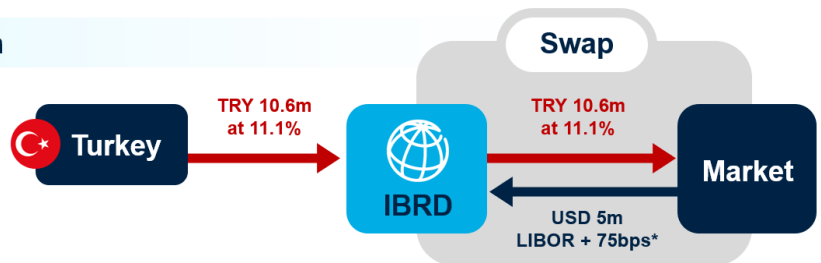 Swap
TRY 10.6m
at 11.1%
TRY 10.6m
at 11.1%
Turkey
IBRD
Market
USD 5m
LIBOR + 75bps*